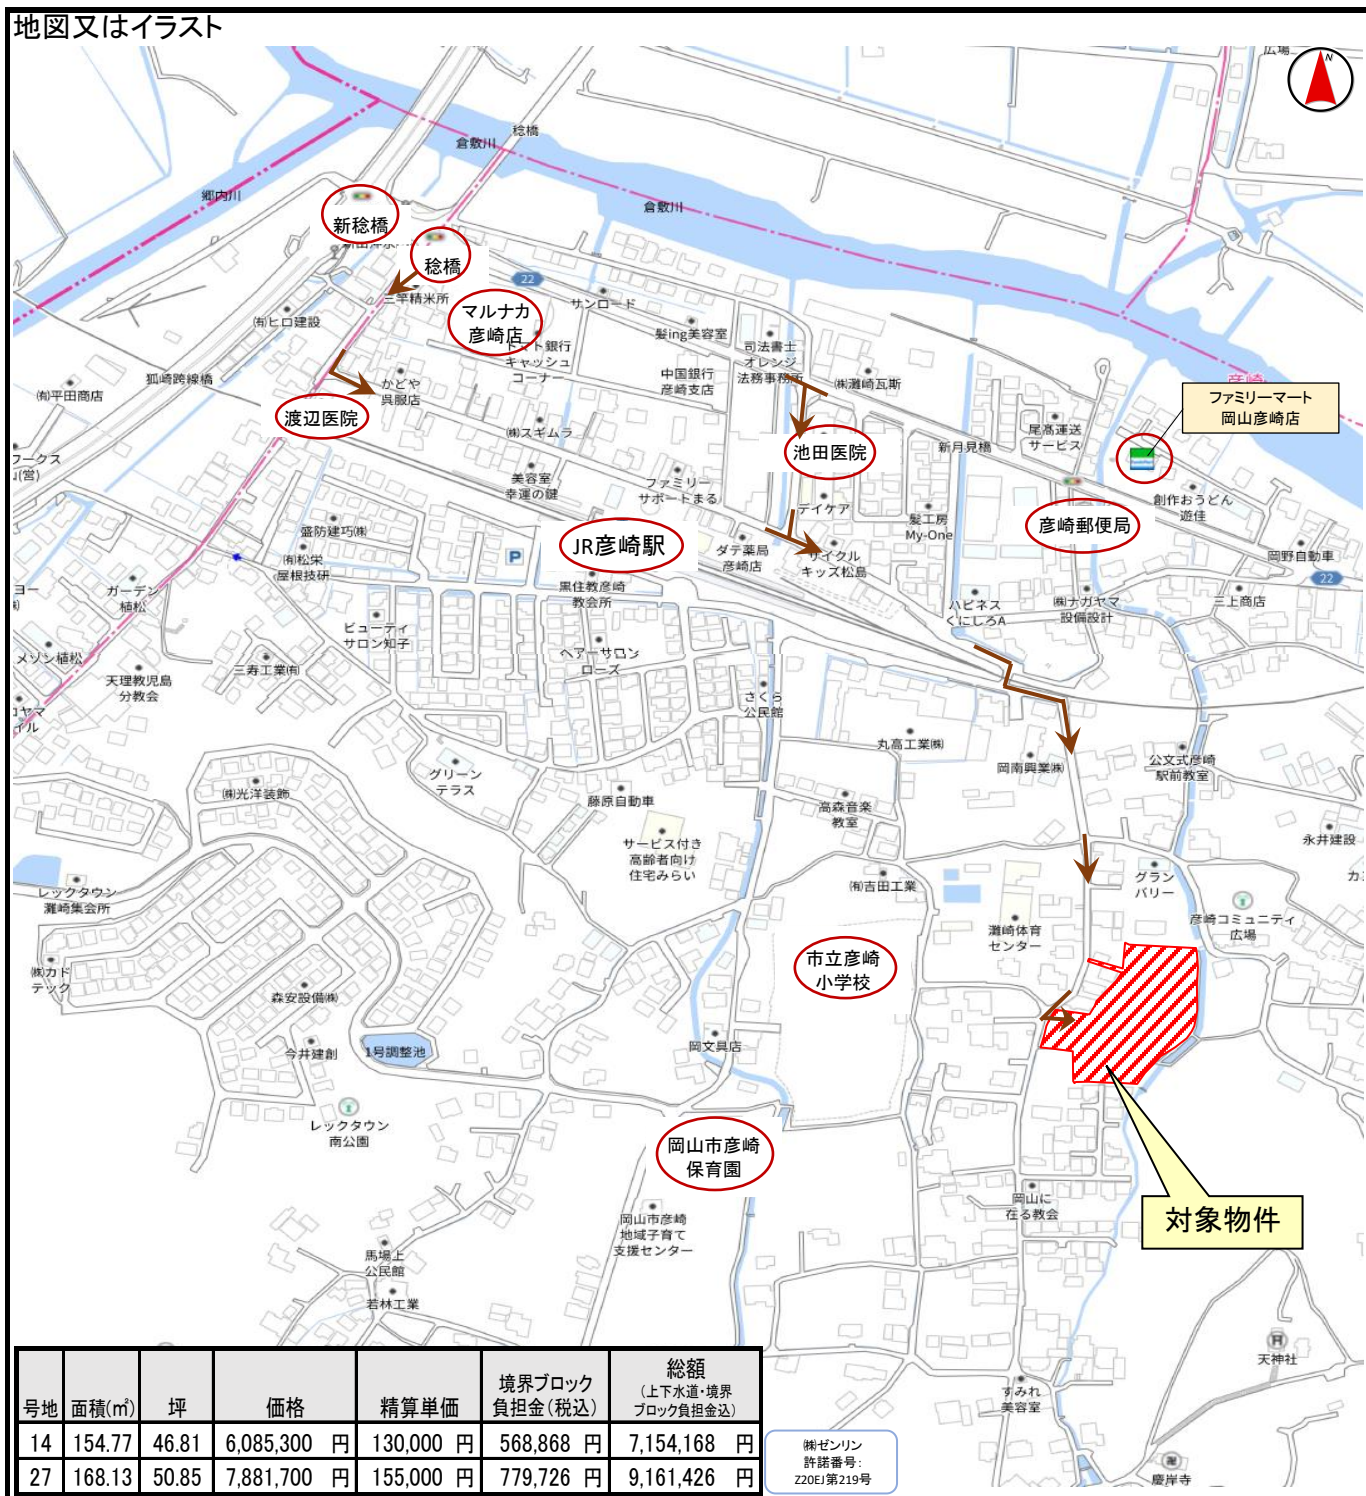 地図又はイラスト
広場
N
稔橋
倉敷川
郷内川
倉敷川
新稔橋
稔橋
22
三宇精米所
サンロード
マルナカ
彦崎店
㈲ヒロ建設
髪ing美容室
司法書士
オレンジ
法務事務所
トマト銀行
キャッシュ
コーナー
中国銀行
彦崎支店
㈱灘崎瓦斯
狐崎跨線橋
㈲平田商店
かどや
呉服店
彦崎
ファミリーマート
岡山彦崎店
渡辺医院
㈱スギムラ
池田医院
尾髙運送
サービス
新月見橋
ワークス
(営)
美容室
幸運の鍵
ファミリー
サポートまる
デイケア
創作おうどん
遊佳
髪工房
My-One
彦崎郵便局
盛防建巧㈱
JR彦崎駅
P
ダテ薬局
彦崎店
サイクル
キッズ松島
岡野自動車
22
㈲松栄
屋根技研
ガーデン
植松
黒住教彦崎
教会所
ハピネス
くにしろA
㈱ナガヤマ
設備設計
三上商店
ビューティ
サロン知子
メゾン植松
三寿工業㈲
ヘアーサロン
ローズ
天理教児島
分教会
さくら
公民館
丸高工業㈱
岡南興業㈱
公文式彦崎
駅前教室
グリーン
テラス
㈱光洋装飾
藤原自動車
高森音楽
教室
永井建設
サービス付き
高齢者向け
住宅みらい
㈲吉田工業
グラン
バリー
レックタウン
灘崎集会所
彦崎コミュニティ
広場
灘崎体育
センター
市立彦崎
小学校
㈱カド
テック
森安設備㈱
今井建創
1号調整池
岡文具店
レックタウン
南公園
岡山市彦崎
保育園
岡山に
在る教会
対象物件
岡山市彦崎
地域子育て
支援センター
馬場上
公民館
若林工業
天神社
すみれ
美容室
慶岸寺
号地 面積(㎡) 坪 価格 精算単価 境界ブロック負担金(税込) 総額(上下水道・境界ブロック負担金込)
14 154.77 46.81 6,085,300 円 130,000 円 568,868 円 7,154,168 円
27 168.13 50.85 7,881,700 円 155,000 円 779,726 円 9,161,426 円
㈱ゼンリン
許諾番号:
Z20EJ第219号